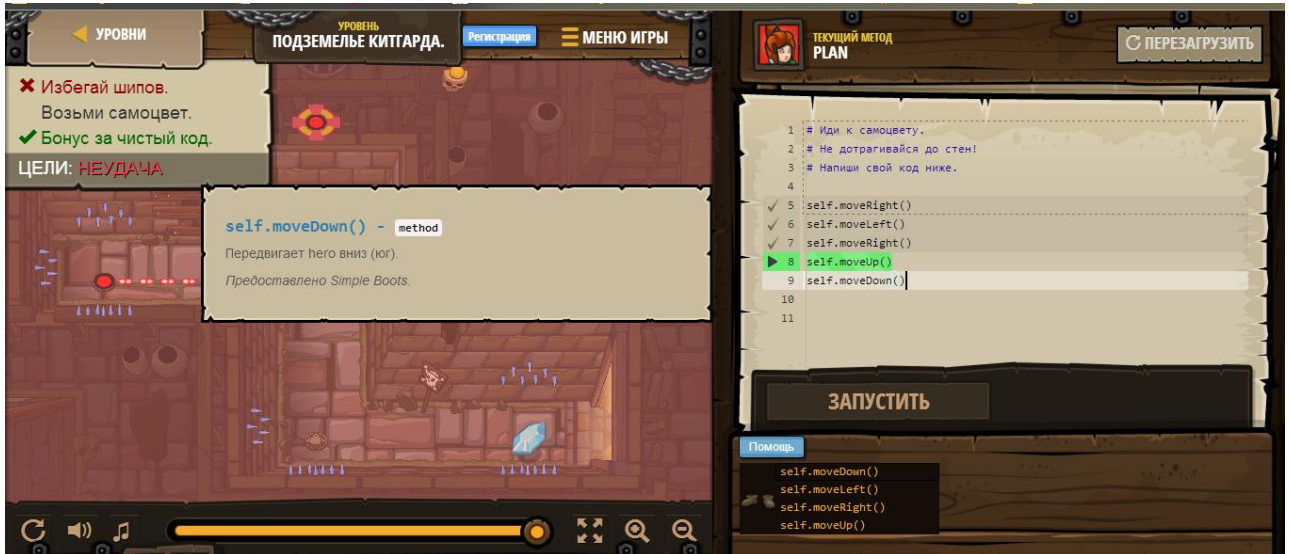 УРОВНИ
УРОВЕНЬ
ПОДЗЕМЕЛЬЕ КИТГАРДА.
Регистрация
МЕНЮ ИГРЫ
Избегай шипов.
Возьми самоцвет.
Бонус за чистый код.
ЦЕЛИ: НЕУДАЧА
self.moveDown() - method
Передвигает hero вниз (юг).
Предоставлено Simple Boots.
ТЕКУЩИЙ МЕТОД
PLAN
ПЕРЕЗАГРУЗИТЬ
1 # Иди к самоцвету.
2 # Не дотрагивайся до стен!
3 # Напиши свой код ниже.
4
5 self.moveRight()
6 self.moveLeft()
7 self.moveRight()
8 self.moveUp()
9 self.moveDown()
10
11
ЗАПУСТИТЬ
Помощь
self.moveDown()
self.moveLeft()
self.moveRight()
self.moveUp()